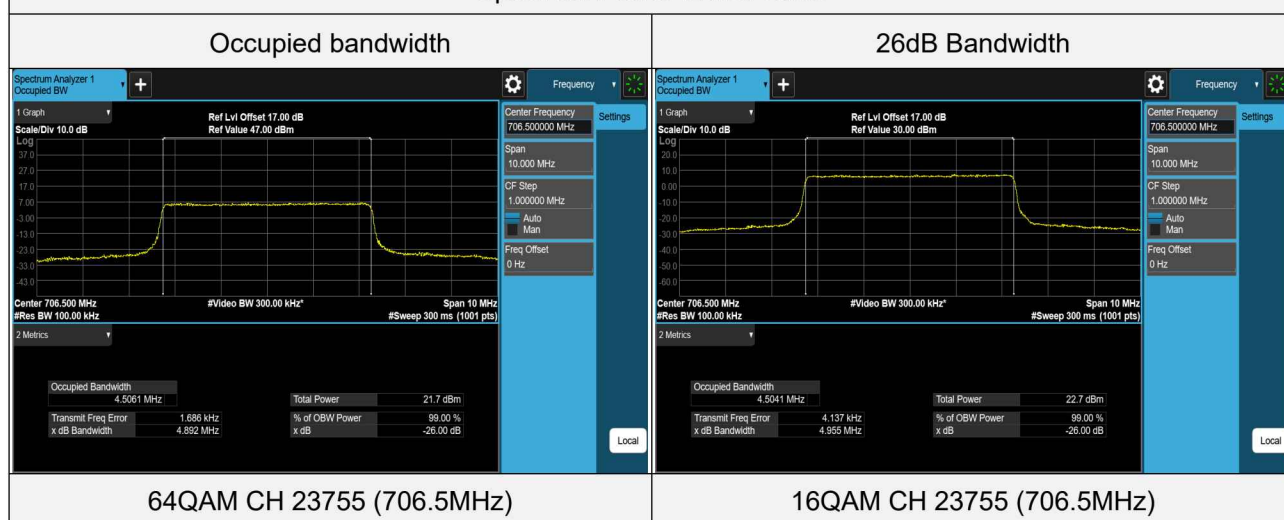 Occupied bandwidth
26dB Bandwidth
Spectrum Analyzer 1
Occupied BW
+
Frequency
1 Graph
Ref Lvl Offset 17.00 dB
Scale/Div 10.0 dB
Ref Value 47.00 dBm
Log
37.0
27.0
17.0
7.00
-3.00
-13.0
-23.0
-33.0
-43.0
Center 706.500 MHz
#Video BW 300.00 kHz*
Span 10 MHz
#Res BW 100.00 kHz
#Sweep 300 ms (1001 pts)
Center Frequency
706.500000 MHz
Settings
Span
10.000 MHz
CF Step
1.000000 MHz
Auto
Man
Freq Offset
0 Hz
2 Metrics
Occupied Bandwidth
4.5061 MHz
Total Power 21.7 dBm
Transmit Freq Error 1.686 kHz
% of OBW Power 99.00 %
x dB Bandwidth 4.892 MHz
x dB -26.00 dB
Local
Spectrum Analyzer 1
Occupied BW
+
Frequency
1 Graph
Ref Lvl Offset 17.00 dB
Scale/Div 10.0 dB
Ref Value 30.00 dBm
Log
20.0
10.0
0.00
-10.0
-20.0
-30.0
-40.0
-50.0
-60.0
Center 706.500 MHz
#Video BW 300.00 kHz*
Span 10 MHz
#Res BW 100.00 kHz
#Sweep 300 ms (1001 pts)
Center Frequency
706.500000 MHz
Settings
Span
10.000 MHz
CF Step
1.000000 MHz
Auto
Man
Freq Offset
0 Hz
2 Metrics
Occupied Bandwidth
4.5041 MHz
Total Power 22.7 dBm
Transmit Freq Error 4.137 kHz
% of OBW Power 99.00 %
x dB Bandwidth 4.955 MHz
x dB -26.00 dB
Local
64QAM CH 23755 (706.5MHz)
16QAM CH 23755 (706.5MHz)